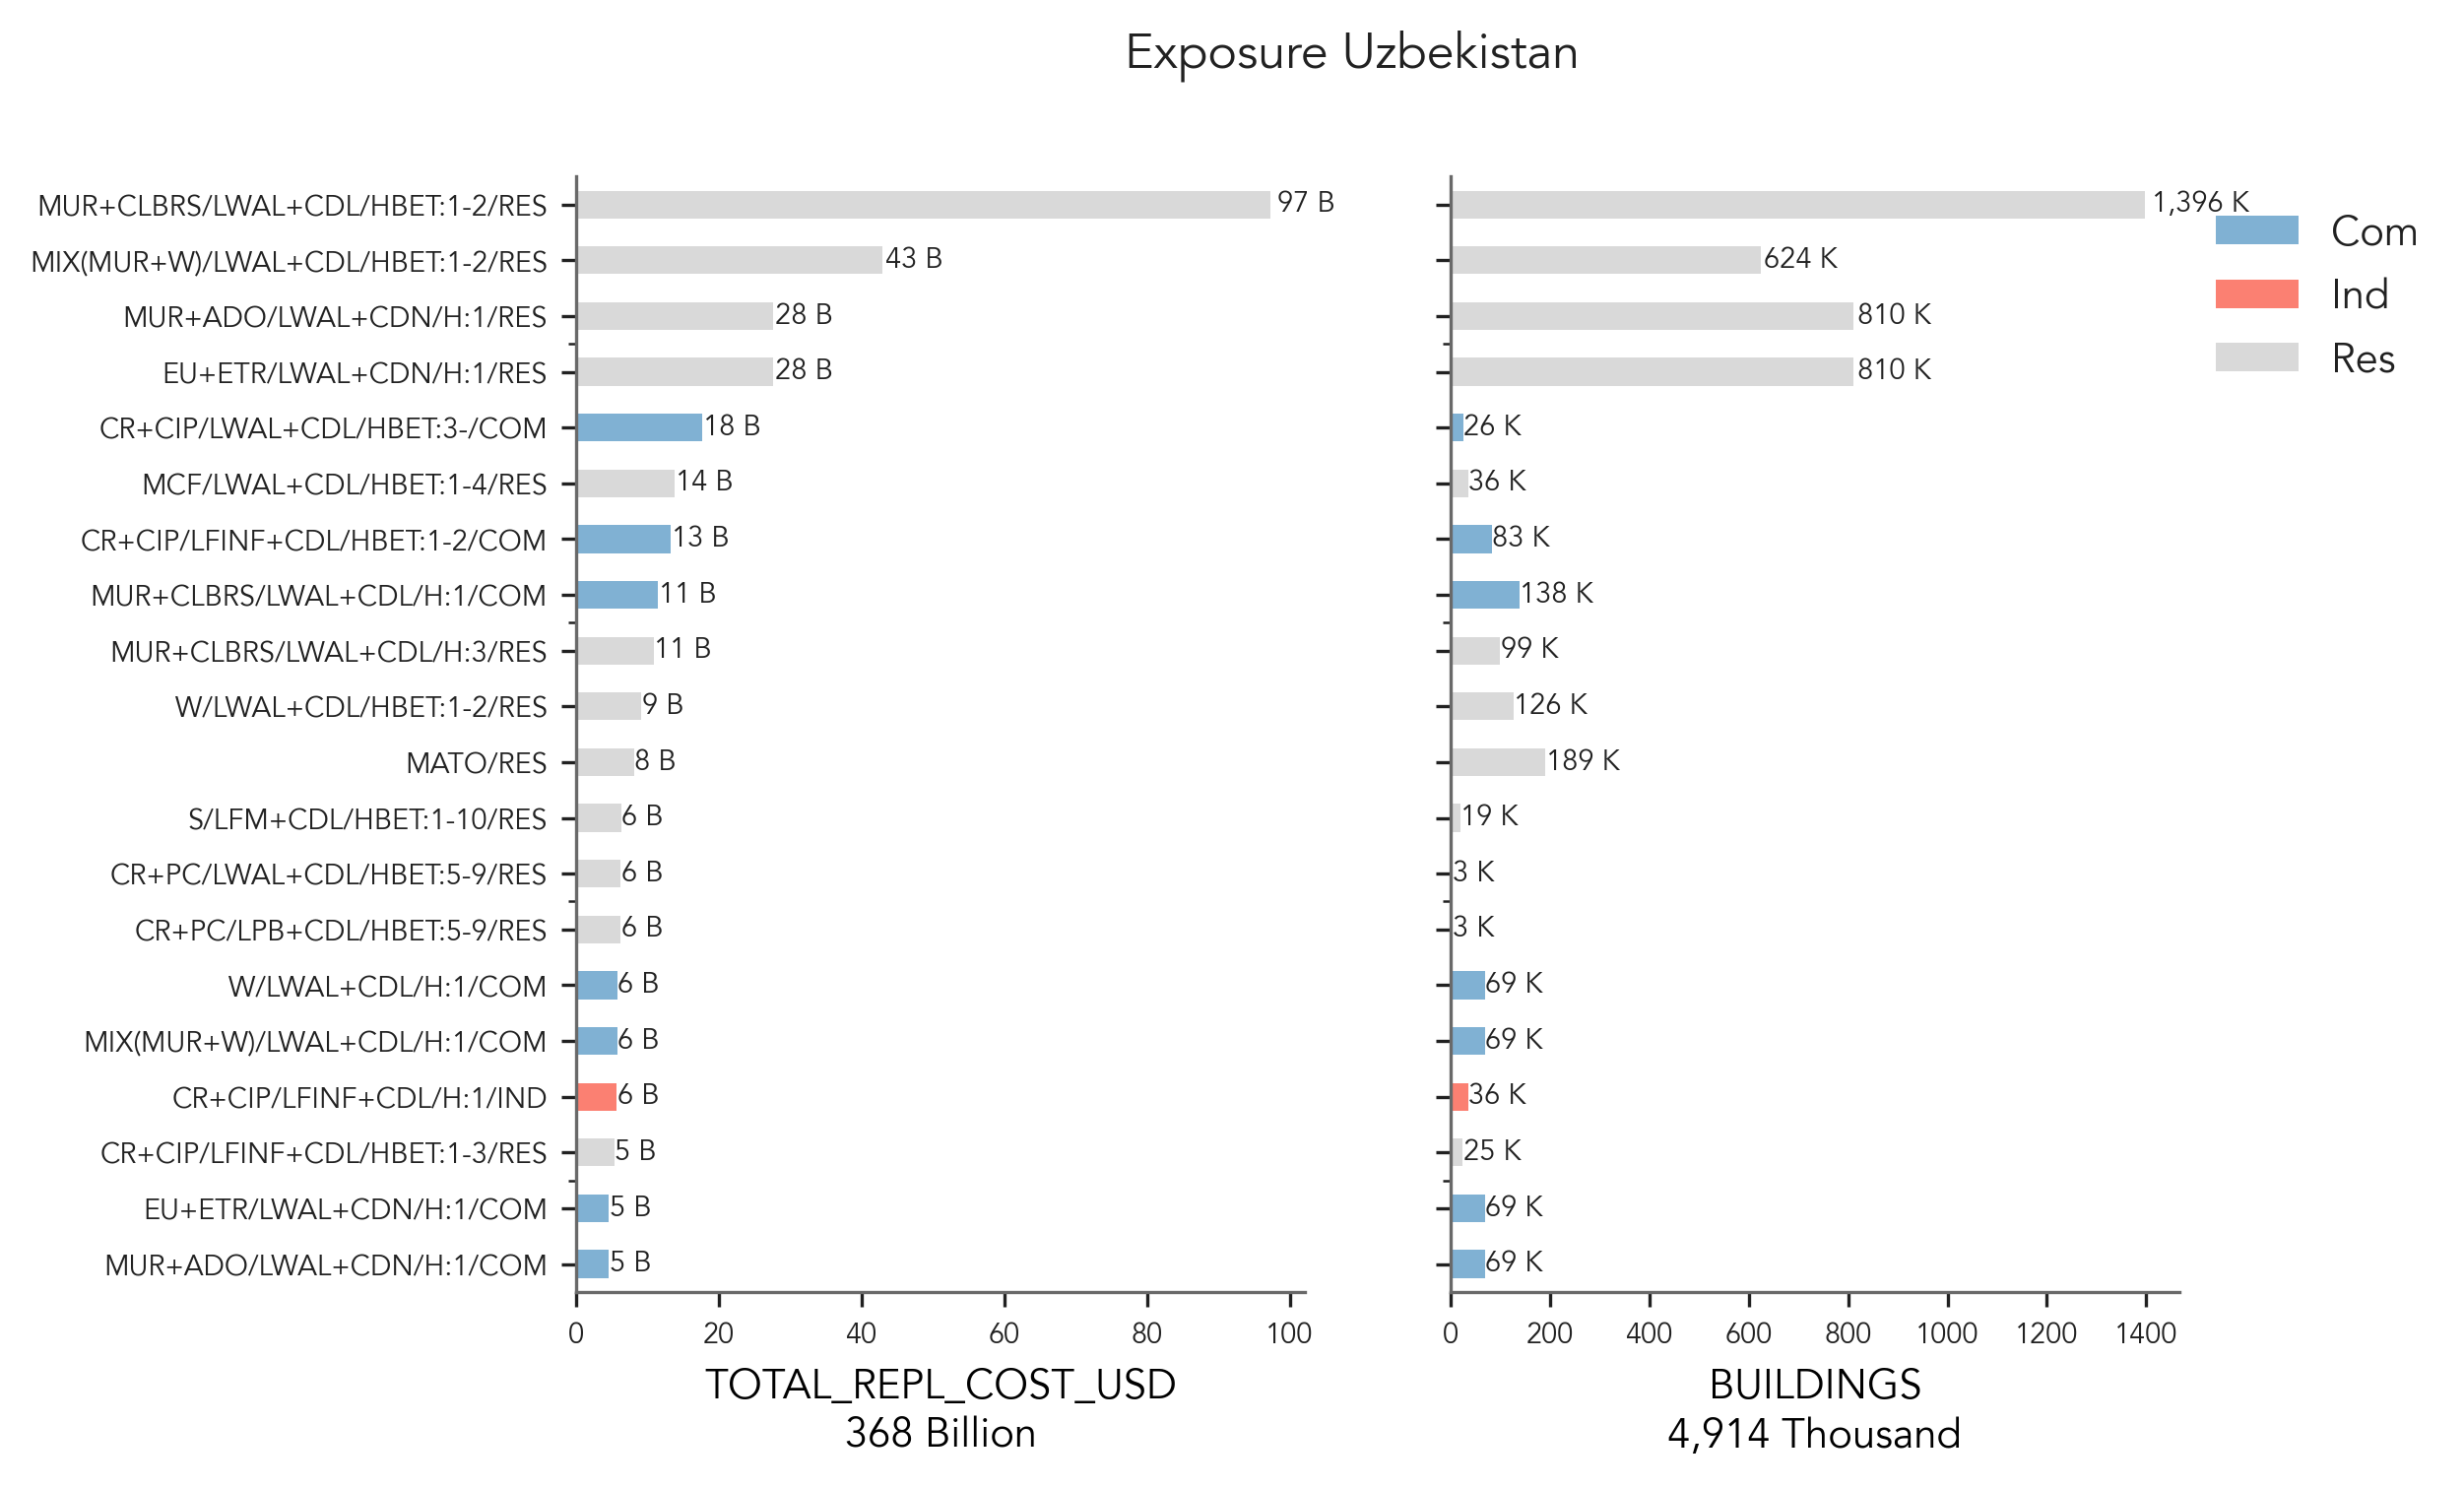 Exposure Uzbekistan
MUR+CLBRS/LWAL+CDL/HBET:1-2/RES 97 B 1,396 K
MIX(MUR+W)/LWAL+CDL/HBET:1-2/RES 43 B 624 K
MUR+ADO/LWAL+CDN/H:1/RES 28 B 810 K
EU+ETR/LWAL+CDN/H:1/RES 28 B 810 K
CR+CIP/LWAL+CDL/HBET:3-/COM 18 B 26 K
MCF/LWAL+CDL/HBET:1-4/RES 14 B 36 K
CR+CIP/LFINF+CDL/HBET:1-2/COM 13 B 83 K
MUR+CLBRS/LWAL+CDL/H:1/COM 11 B 138 K
MUR+CLBRS/LWAL+CDL/H:3/RES 11 B 99 K
W/LWAL+CDL/HBET:1-2/RES 9 B 126 K
MATO/RES 8 B 189 K
S/LFM+CDL/HBET:1-10/RES 6 B 19 K
CR+PC/LWAL+CDL/HBET:5-9/RES 6 B 3 K
CR+PC/LPB+CDL/HBET:5-9/RES 6 B 3 K
W/LWAL+CDL/H:1/COM 6 B 69 K
MIX(MUR+W)/LWAL+CDL/H:1/COM 6 B 69 K
CR+CIP/LFINF+CDL/H:1/IND 6 B 36 K
CR+CIP/LFINF+CDL/HBET:1-3/RES 5 B 25 K
EU+ETR/LWAL+CDN/H:1/COM 5 B 69 K
MUR+ADO/LWAL+CDN/H:1/COM 5 B 69 K
0 20 40 60 80 100
TOTAL_REPL_COST_USD
368 Billion
0 200 400 600 800 1000 1200 1400
BUILDINGS
4,914 Thousand
Com
Ind
Res